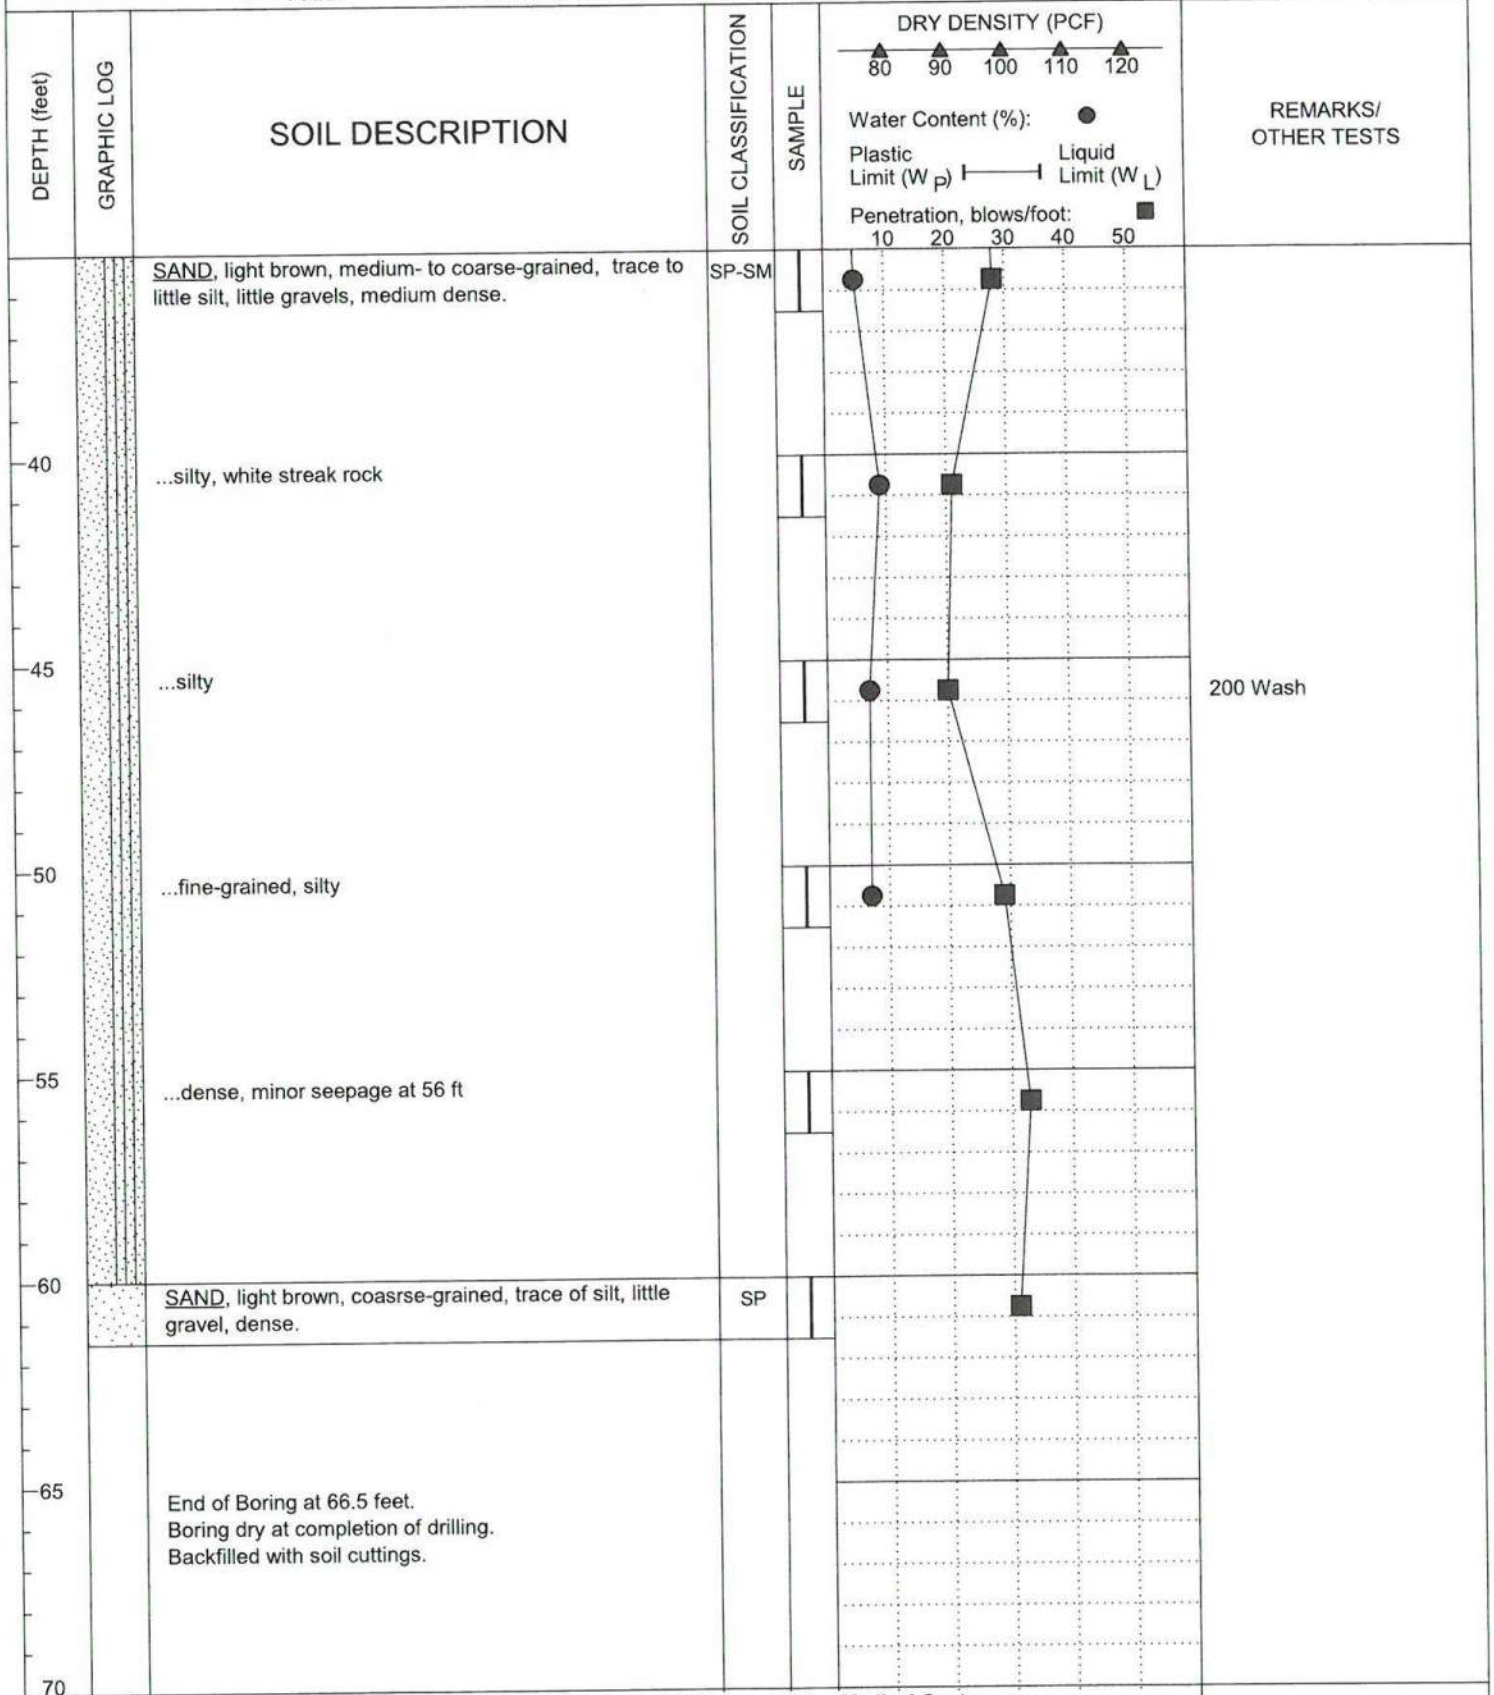 DEPTH (feet)
GRAPHIC LOG
SOIL DESCRIPTION
SOIL CLASSIFICATION
SAMPLE
DRY DENSITY (PCF)
80 90 100 110 120
Water Content (%):
Plastic Limit (W P)
Liquid Limit (W L)
Penetration, blows/foot:
10 20 30 40 50
REMARKS/
OTHER TESTS
SAND, light brown, medium- to coarse-grained, trace to
little silt, little gravels, medium dense.
SP-SM
40
...silty, white streak rock
45
...silty
200 Wash
50
...fine-grained, silty
55
...dense, minor seepage at 56 ft
60
SAND, light brown, coasrse-grained, trace of silt, little
gravel, dense.
SP
65
End of Boring at 66.5 feet.
Boring dry at completion of drilling.
Backfilled with soil cuttings.
70